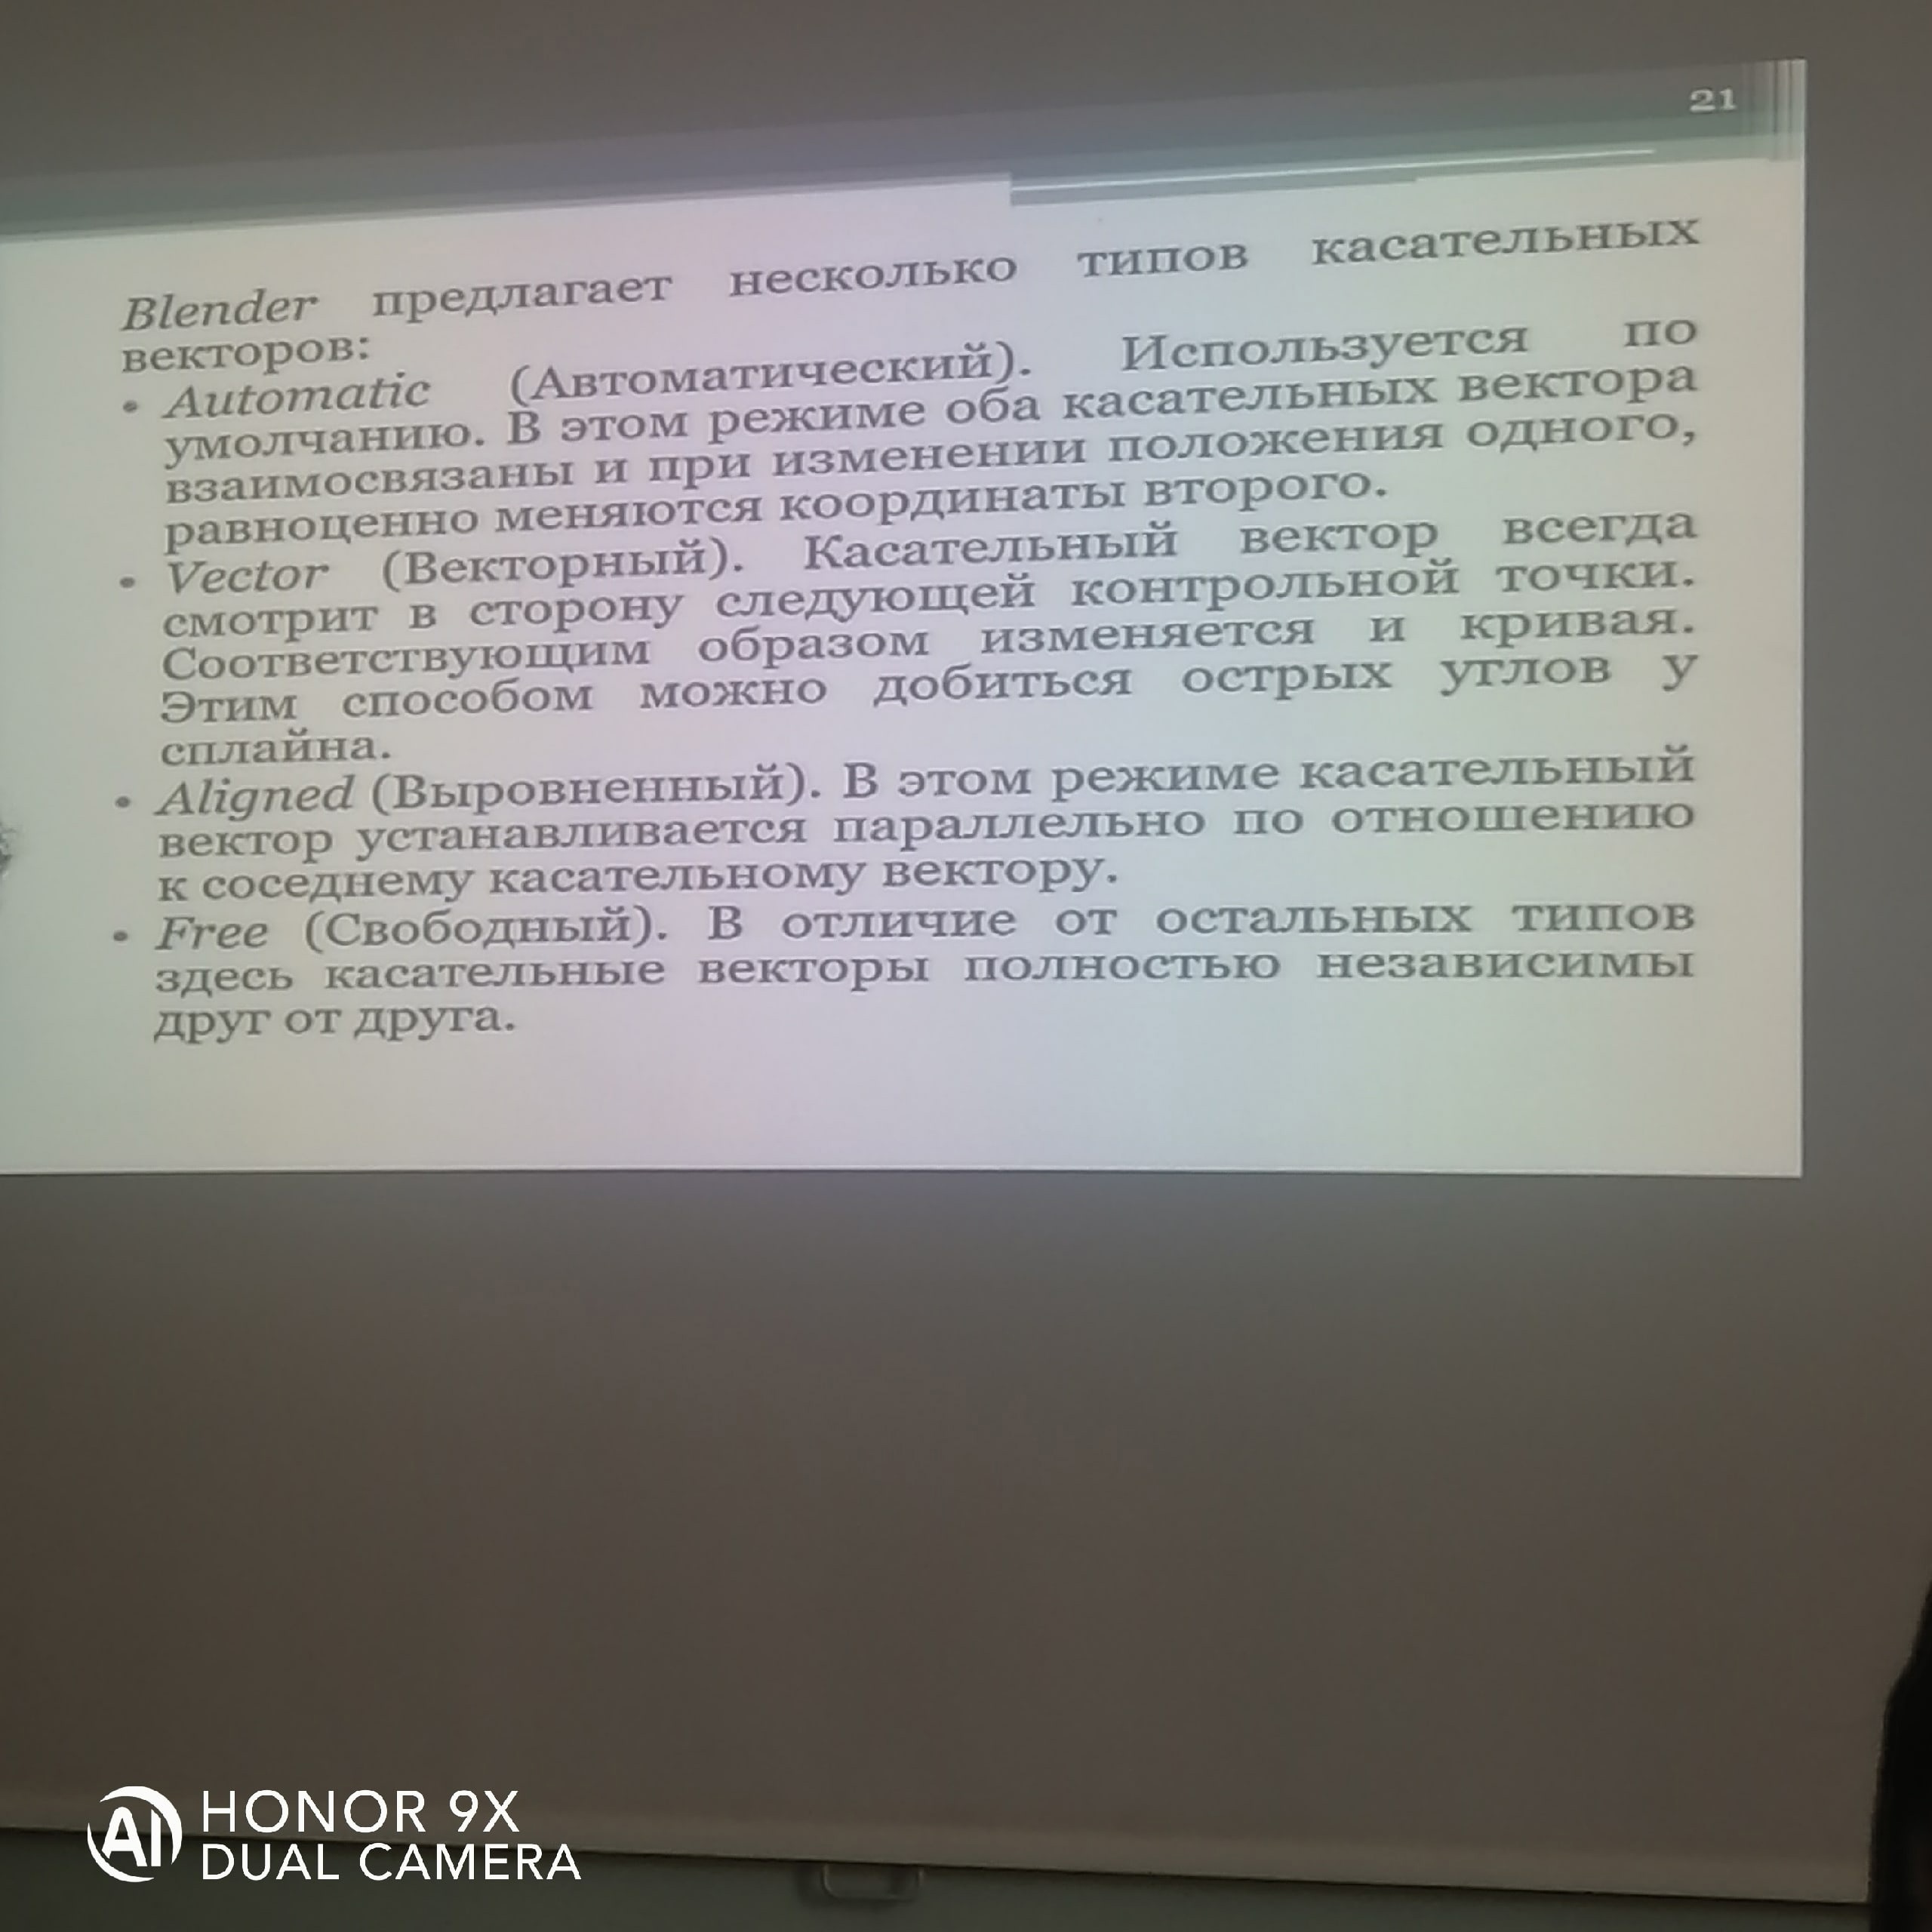 21
Blender предлагает несколько типов касательных
векторов:
• Automatic (Автоматический). Используется по
умолчанию. В этом режиме оба касательных вектора
взаимосвязаны и при изменении положения одного,
равноценно меняются координаты второго.
• Vector (Векторный). Касательный вектор всегда
смотрит в сторону следующей контрольной точки.
Соответствующим образом изменяется и кривая.
Этим способом можно добиться острых углов у
сплайна.
• Aligned (Выровненный). В этом режиме касательный
вектор устанавливается параллельно по отношению
к соседнему касательному вектору.
• Free (Свободный). В отличие от остальных типов
здесь касательные векторы полностью независимы
друг от друга.
AI HONOR 9X
DUAL CAMERA